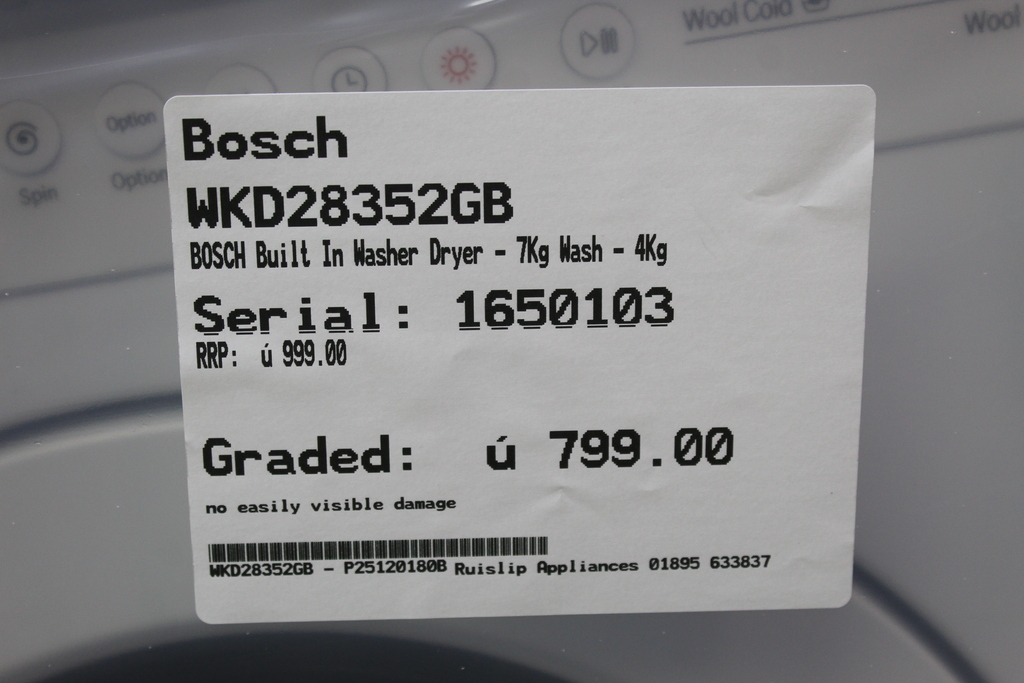 Wool Cold
Wool
Option
Spin
Option
Bosch
WKD28352GB
BOSCH Built In Washer Dryer - 7Kg Wash - 4Kg
Serial: 1650103
RRP: ú 999.00
Graded: ú 799.00
no easily visible damage
WKD28352GB - P25120180B Ruislip Appliances 01895 633837